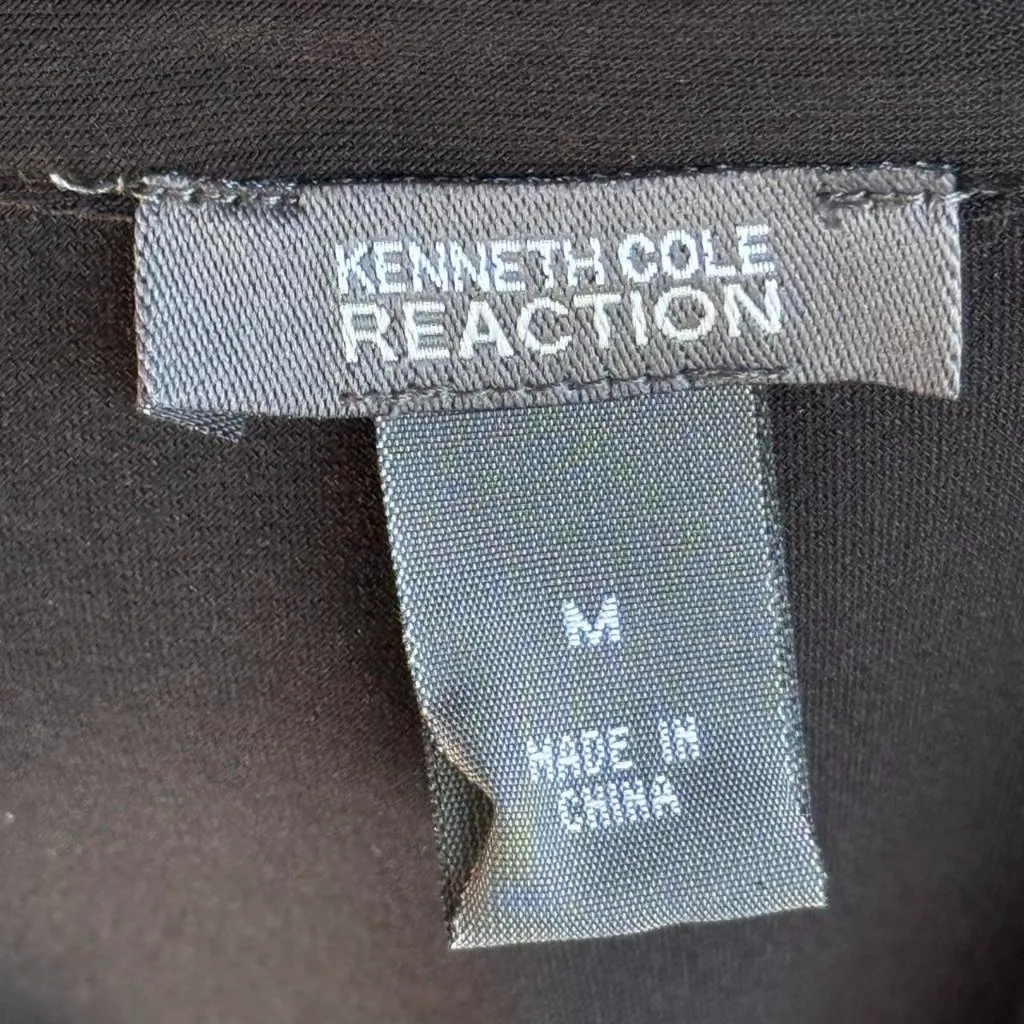 KENNETH COLE
REACTION
M
MADE IN
CHINA